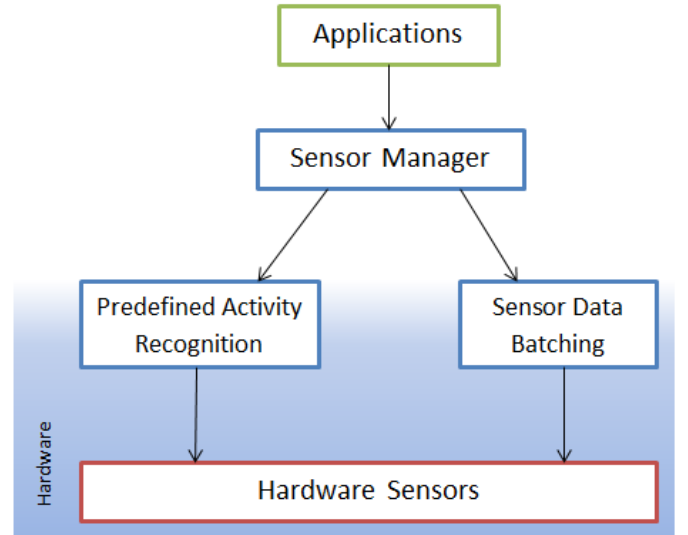 Applications
Sensor Manager
Predefined Activity
Recognition
Sensor Data
Batching
Hardware
Hardware Sensors